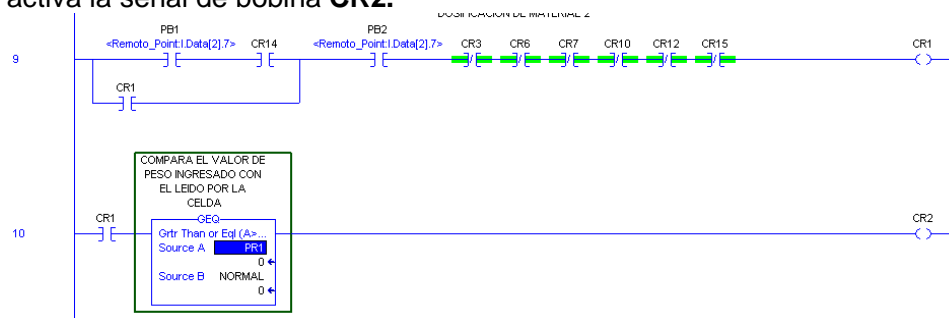 activa la señal de bobina CR2.
DOSIFICACION DE MATERIAL 2
PB1 PB2
<Remoto_Point:I.Data[2].7> CR14 <Remoto_Point:I.Data[2].7> CR3 CR6 CR7 CR10 CR12 CR15 CR1
9
CR1
COMPARA EL VALOR DE
PESO INGRESADO CON
EL LEIDO POR LA
CELDA
CR1 GEQ CR2
10 Grtr Than or Eql (A>...
Source A PR1
0
Source B NORMAL
0